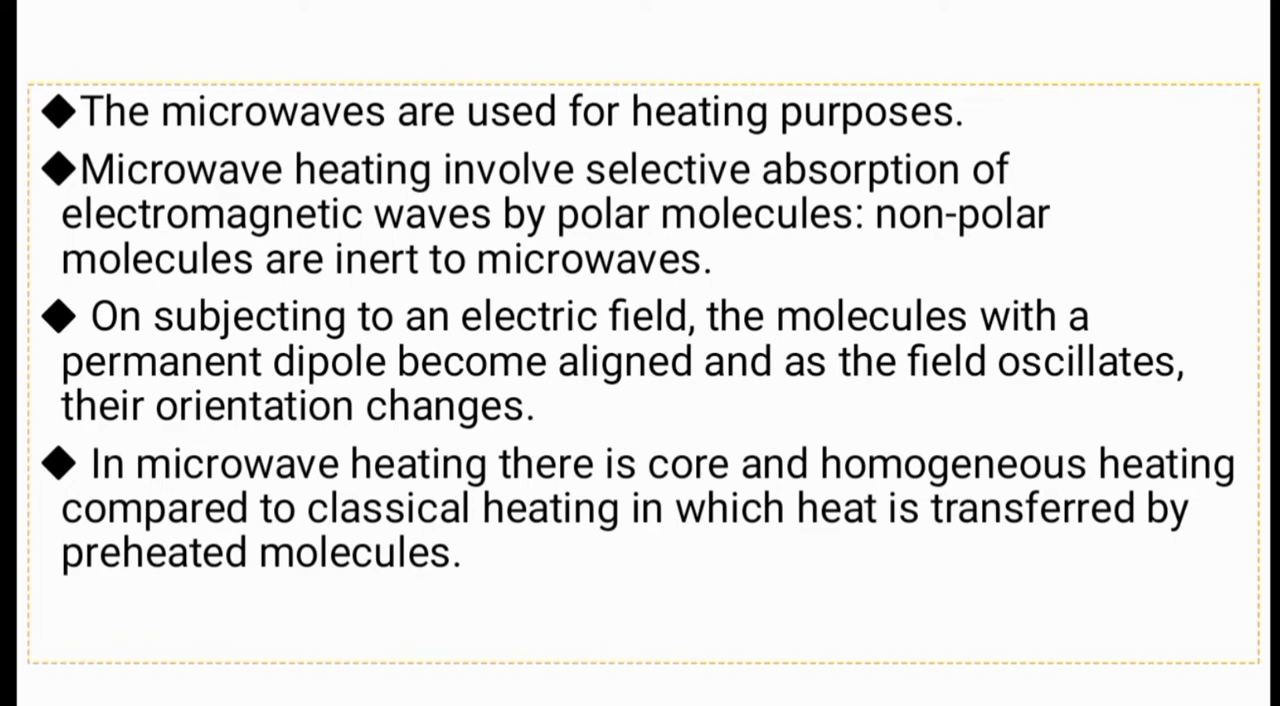 ◆The microwaves are used for heating purposes.
◆Microwave heating involve selective absorption of
electromagnetic waves by polar molecules: non-polar
molecules are inert to microwaves.
◆ On subjecting to an electric field, the molecules with a
permanent dipole become aligned and as the field oscillates,
their orientation changes.
◆ In microwave heating there is core and homogeneous heating
compared to classical heating in which heat is transferred by
preheated molecules.